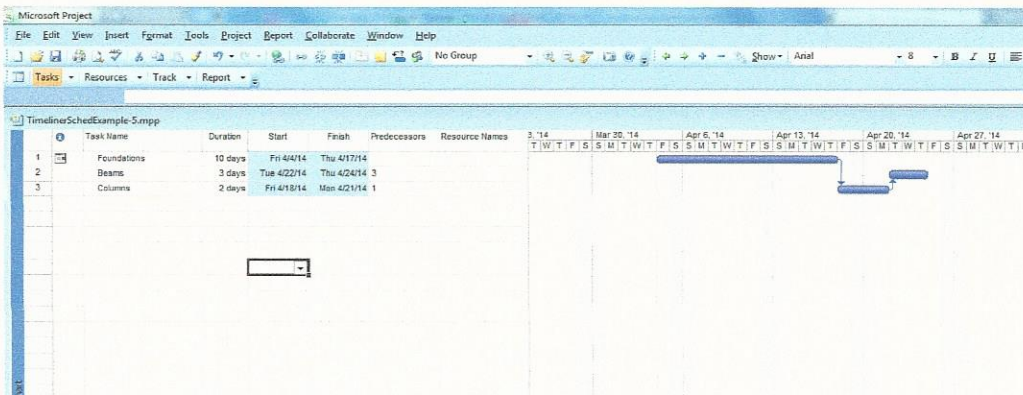 Microsoft Project
File Edit View Insert Format Tools Project Report Collaborate Window Help
No Group Show Arial 8 B I U
Tasks Resources Track Report
TimelinerSchedExample-5.mpp
Task Name Duration Start Finish Predecessors Resource Names 3, '14 Mar 30, '14 Apr 6, '14 Apr 13, '14 Apr 20, '14 Apr 27, '14
T W T F S S M T W T F S S M T W T F S S M T W T F S S M T W T F S S M T W T
1 Foundations 10 days Fri 4/4/14 Thu 4/17/14
2 Beams 3 days Tue 4/22/14 Thu 4/24/14 3
3 Columns 2 days Fri 4/18/14 Mon 4/21/14 1